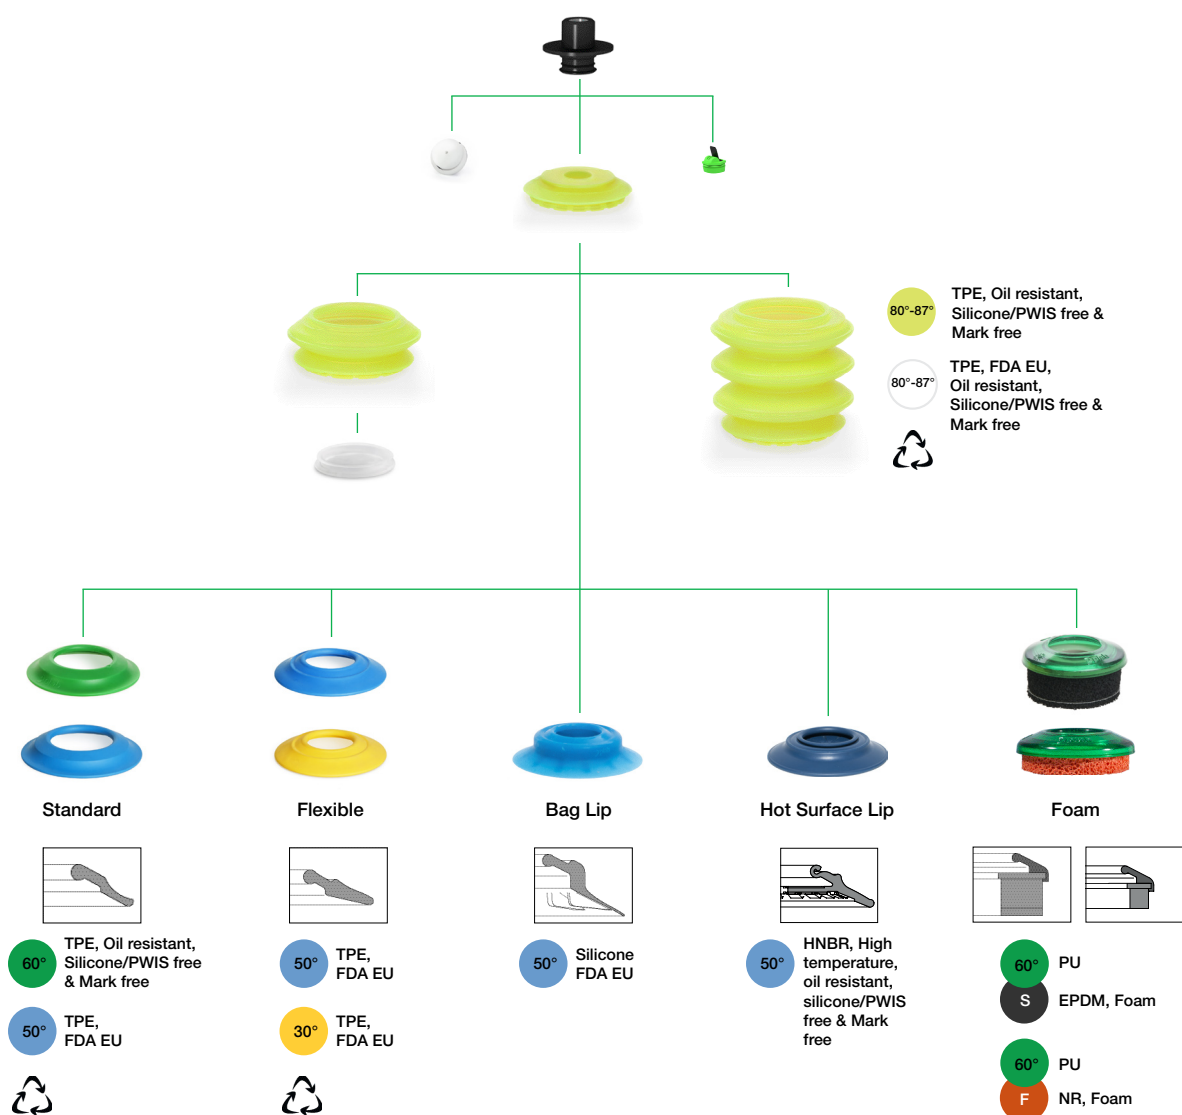 80°-87°
TPE, Oil resistant,
Silicone/PWIS free &
Mark free
80°-87°
TPE, FDA EU,
Oil resistant,
Silicone/PWIS free &
Mark free
Standard
Flexible
Bag Lip
Hot Surface Lip
Foam
60°
TPE, Oil resistant,
Silicone/PWIS free
& Mark free
50°
TPE,
FDA EU
50°
TPE,
FDA EU
30°
TPE,
FDA EU
50°
Silicone
FDA EU
50°
HNBR, High
temperature,
oil resistant,
silicone/PWIS
free & Mark
free
60°
PU
S
EPDM, Foam
60°
PU
F
NR, Foam